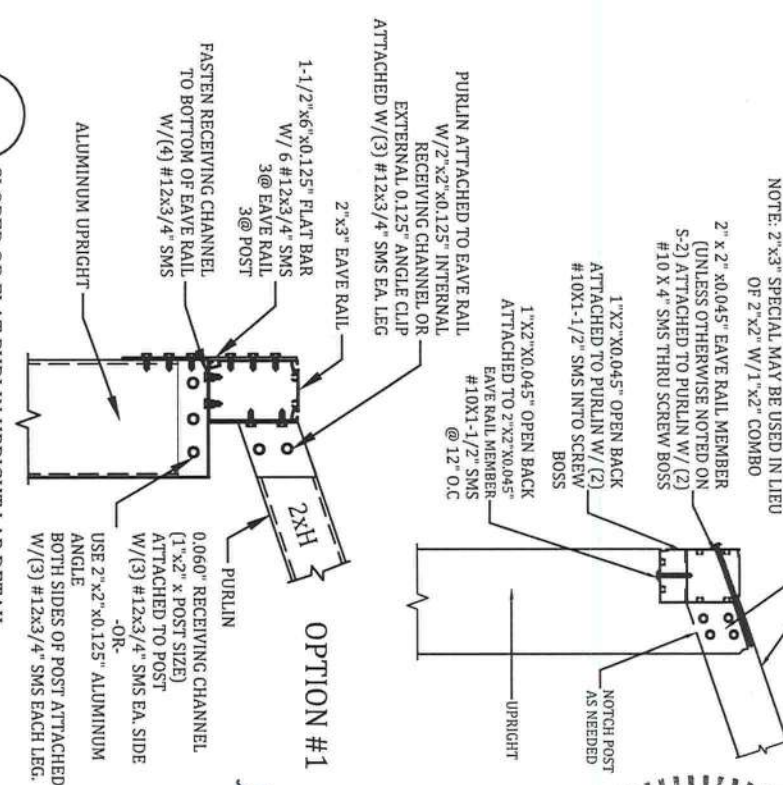 NOTE: 2"x3" SPECIAL MAY BE USED IN LIEU
OF 2"x2" W/1"x2" COMBO
2" x 2" x0.045" EAVE RAIL MEMBER
(UNLESS OTHERWISE NOTED ON
S-2) ATTACHED TO PURLIN W/ (2)
#10 X 4" SMS THRU SCREW BOSS
1"X2"X0.045" OPEN BACK
ATTACHED TO PURLIN W/ (2)
#10X1-1/2" SMS INTO SCREW
BOSS
1"X2"X0.045" OPEN BACK
ATTACHED TO 2"X2"X0.045"
EAVE RAIL MEMBER
#10X1-1/2" SMS
@ 12" O.C
NOTCH POST
AS NEEDED
UPRIGHT
PURLIN ATTACHED TO EAVE RAIL
W/2"x2"x0.125" INTERNAL
RECEIVING CHANNEL OR
EXTERNAL 0.125" ANGLE CLIP
ATTACHED W/(3) #12x3/4" SMS EA. LEG
2"x3" EAVE RAIL
1-1/2"x6"x0.125" FLAT BAR
W/ 6 #12x3/4" SMS
3@ EAVE RAIL
3@ POST
FASTEN RECEIVING CHANNEL
TO BOTTOM OF EAVE RAIL
W/(4) #12x3/4" SMS
ALUMINUM UPRIGHT
2xH
OPTION #1
PURLIN
0.060" RECEIVING CHANNEL
(1"x2" x POST SIZE)
ATTACHED TO POST
W/(3) #12x3/4" SMS EA. SIDE
-OR-
USE 2"x2"x0.125" ALUMINUM
ANGLE
BOTH SIDES OF POST ATTACHED
W/(3) #12x3/4" SMS EACH LEG.